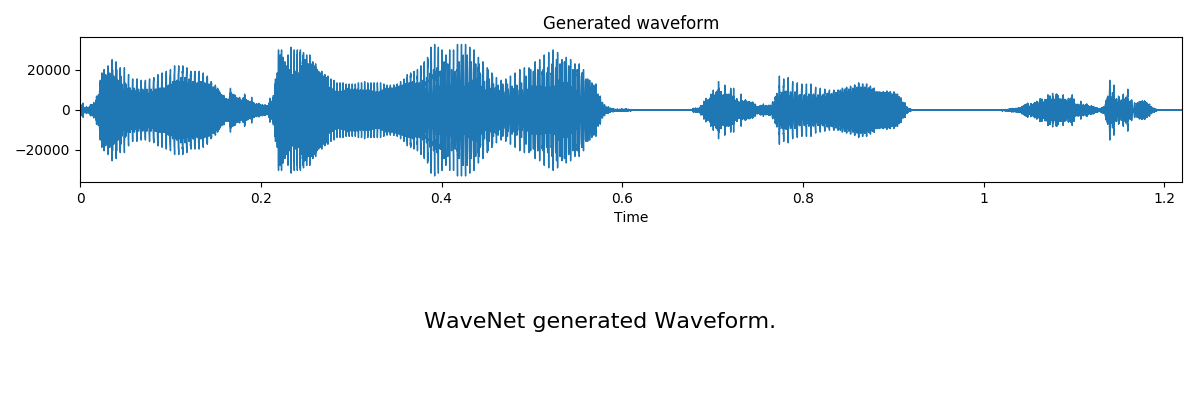 Generated waveform
20000
0
−20000
0 0.2 0.4 0.6 0.8 1 1.2
Time
WaveNet generated Waveform.